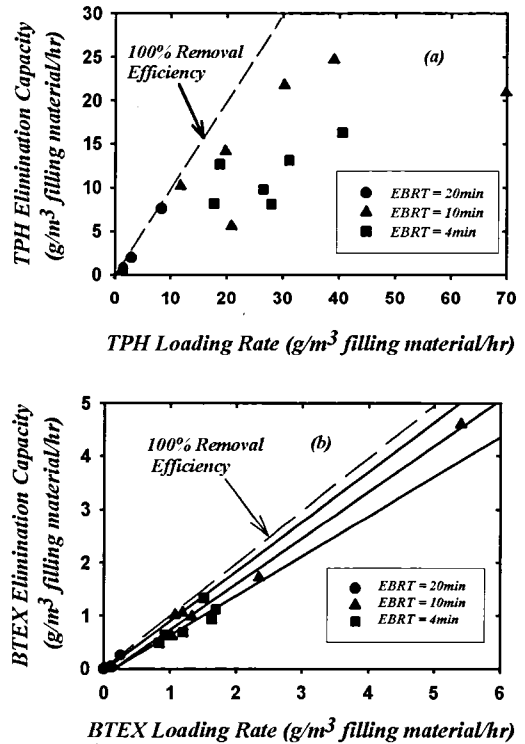 TPH Elimination Capacity
(g/m³ filling material/hr)
30
25
20
15
10
5
0
100% Removal
Efficiency
(a)
EBRT = 20min
EBRT = 10min
EBRT = 4min
0 10 20 30 40 50 60 70
TPH Loading Rate (g/m³ filling material/hr)
BTEX Elimination Capacity
(g/m³ filling material/hr)
5
4
3
2
1
0
100% Removal
Efficiency
(b)
EBRT = 20min
EBRT = 10min
EBRT = 4min
0 1 2 3 4 5 6
BTEX Loading Rate (g/m³ filling material/hr)